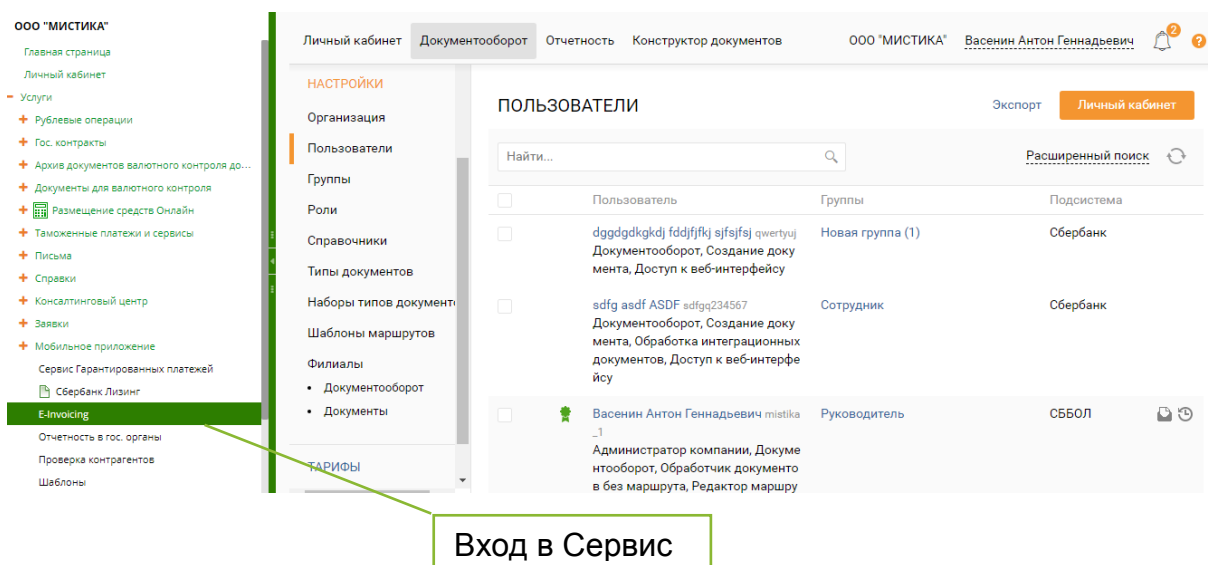 ООО "МИСТИКА"
Главная страница
Личный кабинет
Услуги
Рублевые операции
Гос. контракты
Архив документов валютного контроля до...
Документы для валютного контроля
Размещение средств Онлайн
Таможенные платежи и сервисы
Письма
Справки
Консалтинговый центр
Заявки
Мобильное приложение
Сервис Гарантированных платежей
Сбербанк Лизинг
E-Invoicing
Отчетность в гос. органы
Проверка контрагентов
Шаблоны
Личный кабинет Документооборот Отчетность Конструктор документов ООО "МИСТИКА" Васенин Антон Геннадьевич 2 ?
НАСТРОЙКИ
Организация
Пользователи
Группы
Роли
Справочники
Типы документов
Наборы типов документ
Шаблоны маршрутов
Филиалы
• Документооборот
• Документы
ТАРИФЫ
ПОЛЬЗОВАТЕЛИ Экспорт Личный кабинет
Найти... Расширенный поиск
Пользователь Группы Подсистема
dggdgdkgkdj fddjfjfkj sjfsjfsj qwertyuj Новая группа (1) Сбербанк
Документооборот, Создание доку
мента, Доступ к веб-интерфейсу
sdfg asdf ASDF sdfgq234567 Сотрудник Сбербанк
Документооборот, Создание доку
мента, Обработка интеграционных
документов, Доступ к веб-интерфе
йсу
Васенин Антон Геннадьевич mistika Руководитель СББОЛ
_1
Администратор компании, Докуме
нтооборот, Обработчик документо
в без маршрута, Редактор маршру
Вход в Сервис